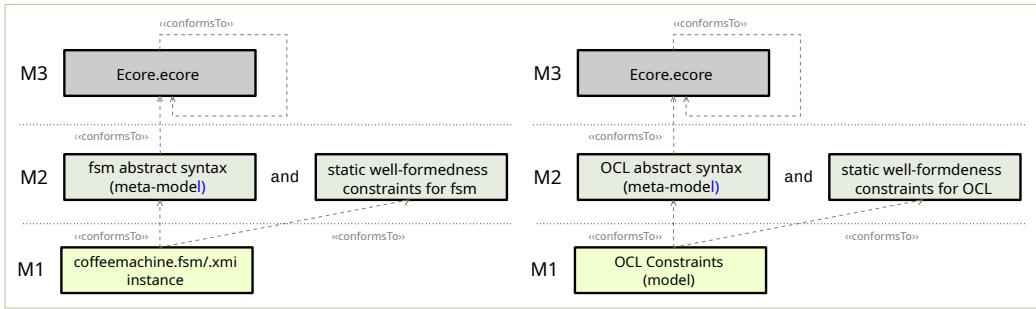 ‹‹conformsTo››
M3
Ecore.ecore
‹‹conformsTo››
M2
fsm abstract syntax
(meta-model)
and
static well-formedness
constraints for fsm
‹‹conformsTo››
‹‹conformsTo››
M1
coffeemachine.fsm/.xmi
instance
‹‹conformsTo››
M3
Ecore.ecore
‹‹conformsTo››
M2
OCL abstract syntax
(meta-model)
and
static well-formdeness
constraints for OCL
‹‹conformsTo››
‹‹conformsTo››
M1
OCL Constraints
(model)